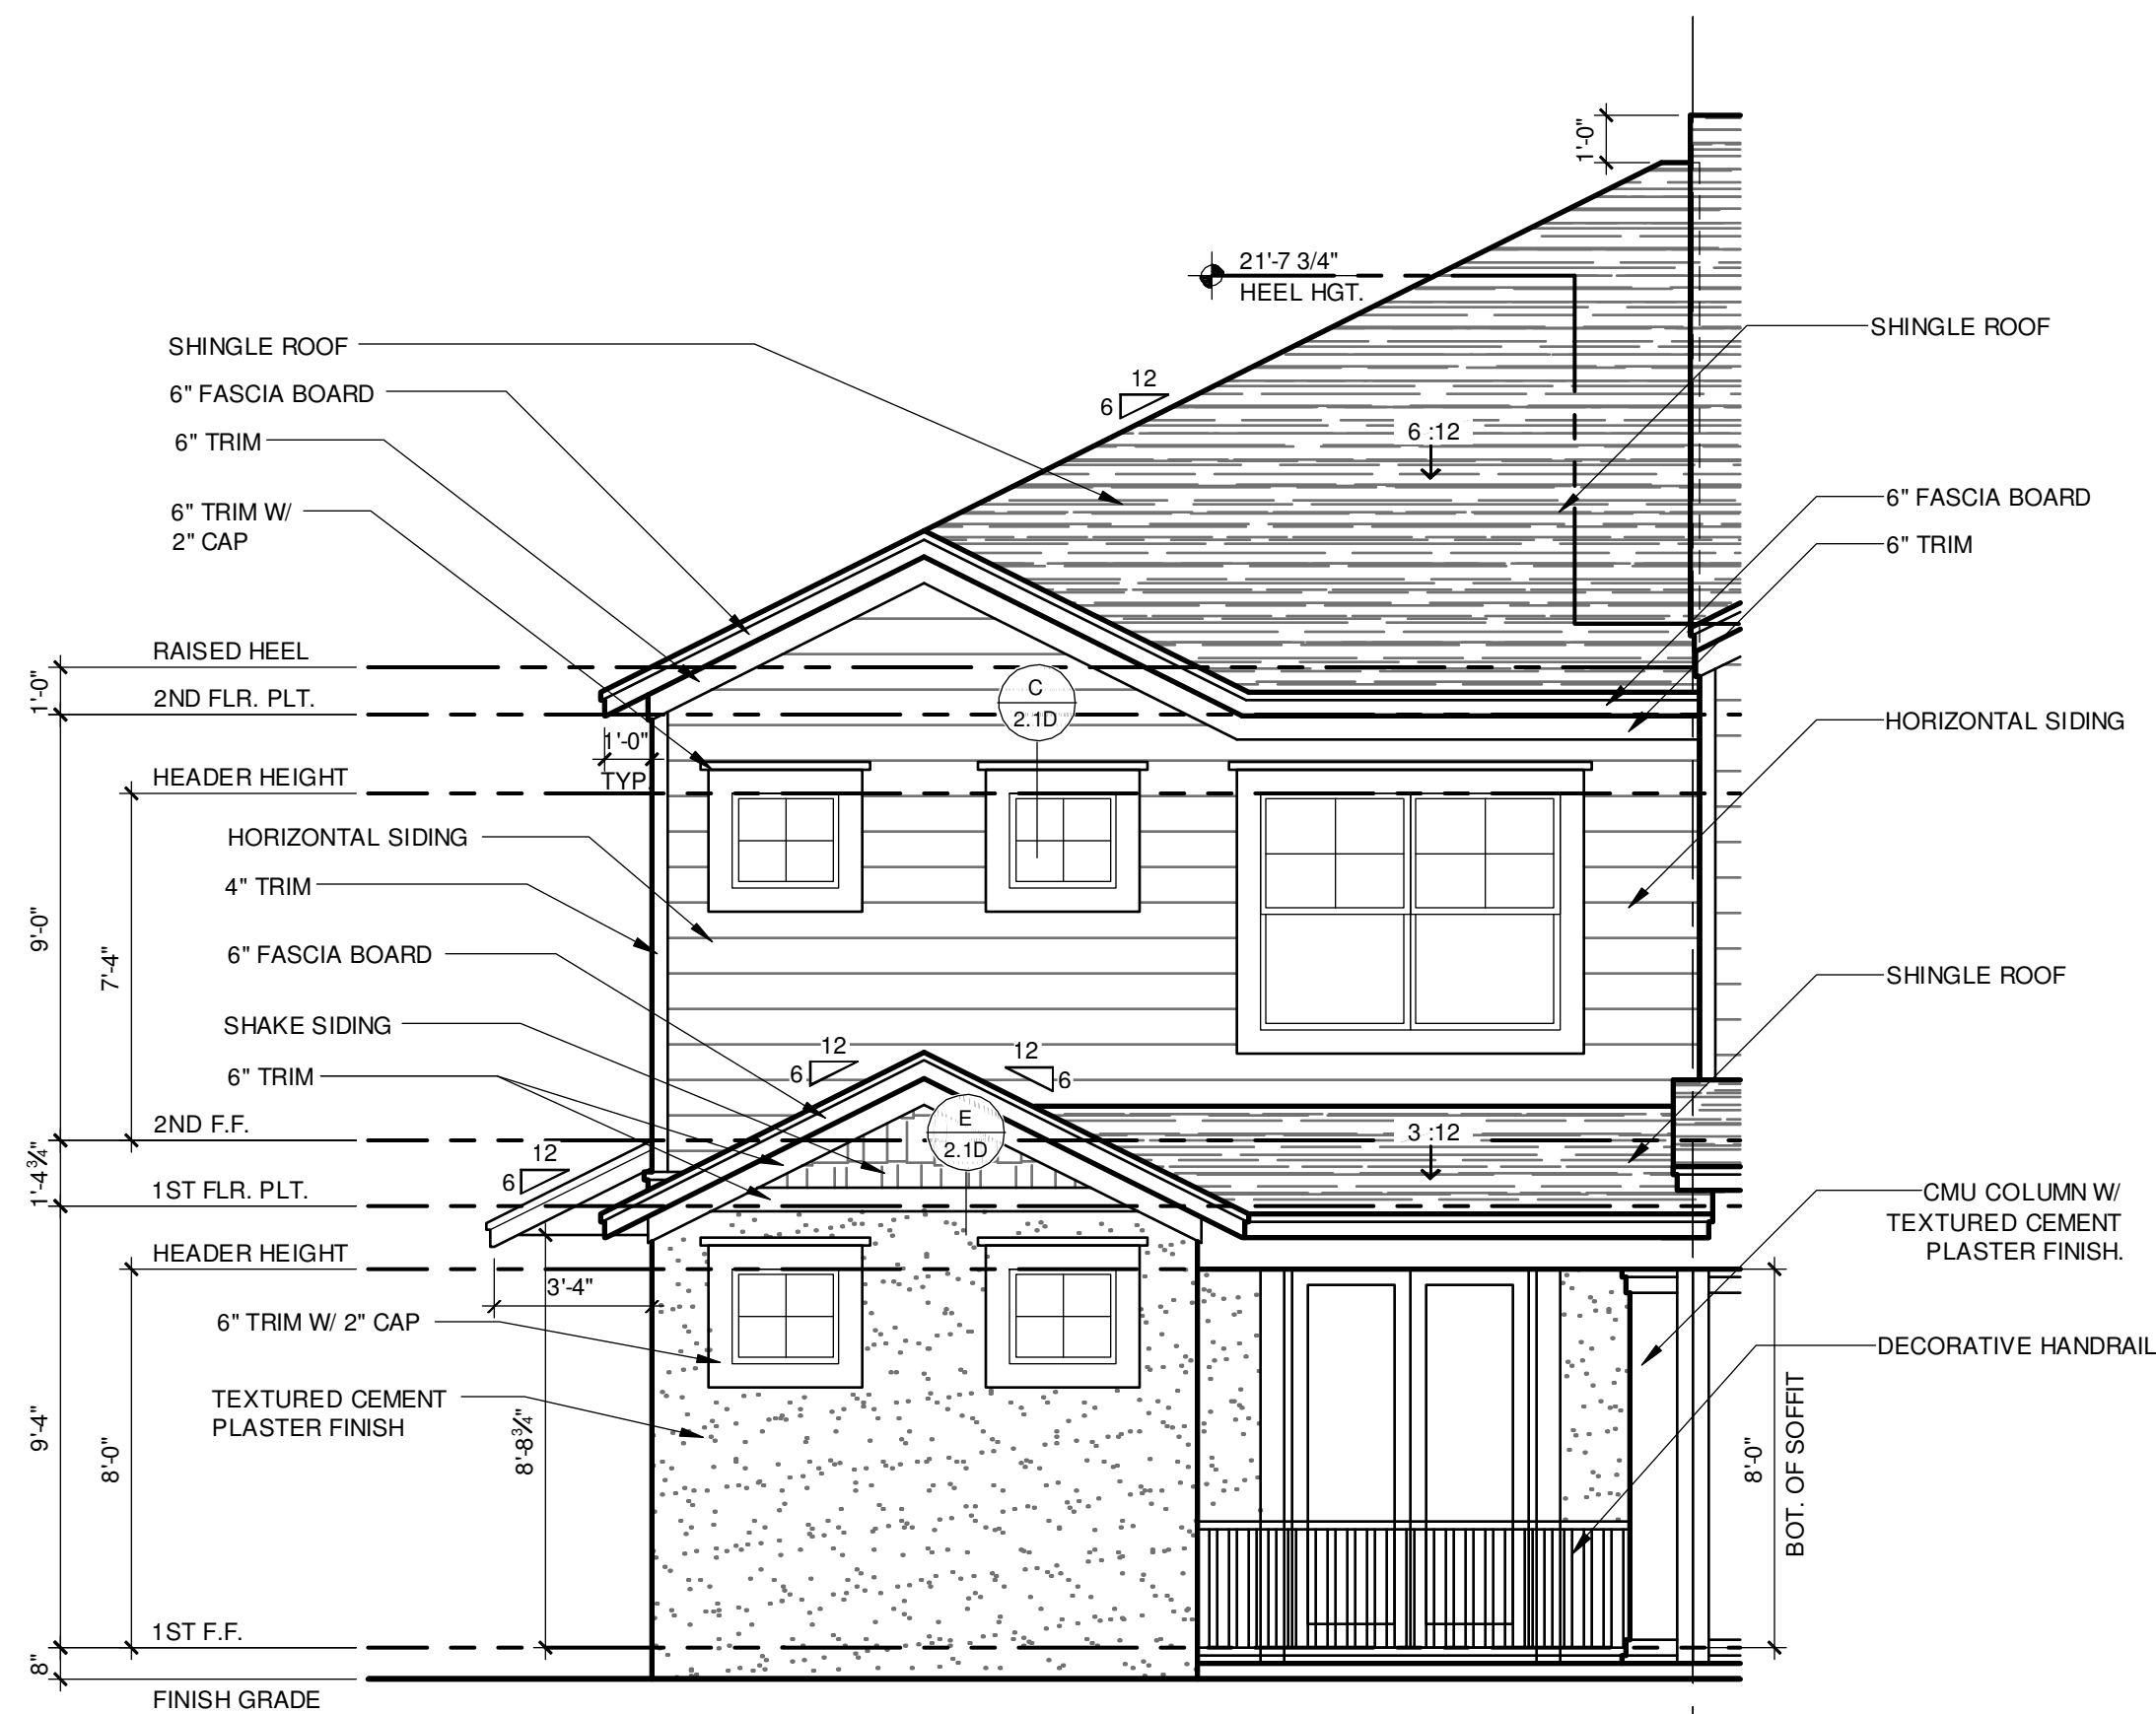 1'-0"
21'-7 3/4"
HEEL HGT.
SHINGLE ROOF
SHINGLE ROOF
6" FASCIA BOARD
12
6
6 :12
6" TRIM
6" TRIM W/
2" CAP
6" FASCIA BOARD
6" TRIM
RAISED HEEL
1'-0"
2ND FLR. PLT.
C
2.1D
HORIZONTAL SIDING
1'-0"
TYP.
HEADER HEIGHT
HORIZONTAL SIDING
4" TRIM
9'-0"
7'-4"
6" FASCIA BOARD
SHINGLE ROOF
SHAKE SIDING
12
6
12
6
6" TRIM
2ND F.F.
E
2.1D
3 :12
1'-4¾"
12
6
1ST FLR. PLT.
CMU COLUMN W/
TEXTURED CEMENT
PLASTER FINISH.
HEADER HEIGHT
3'-4"
6" TRIM W/ 2" CAP
DECORATIVE HANDRAIL
TEXTURED CEMENT
PLASTER FINISH
9'-4"
8'-0"
8'-8¾"
8'-0"
BOT. OF SOFFIT
1ST F.F.
8"
FINISH GRADE